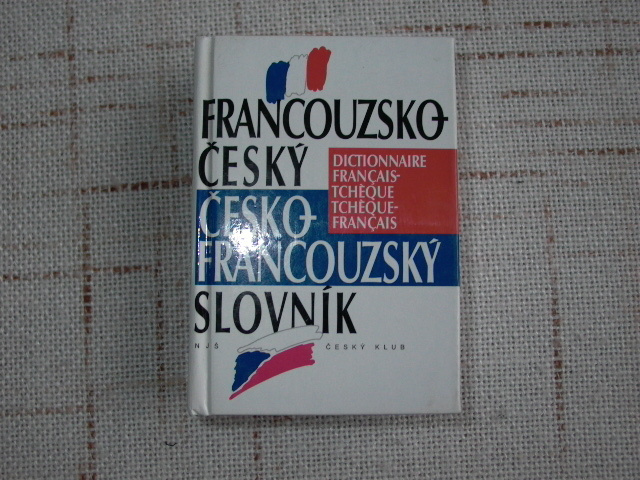 FRANCOUZSKO-
ČESKÝ
DICTIONNAIRE
FRANÇAIS-
TCHÈQUE
TCHÈQUE-
FRANÇAIS
ČESKO-
FRANCOUZSKÝ
SLOVNÍK
NJŠ ČESKÝ KLUB